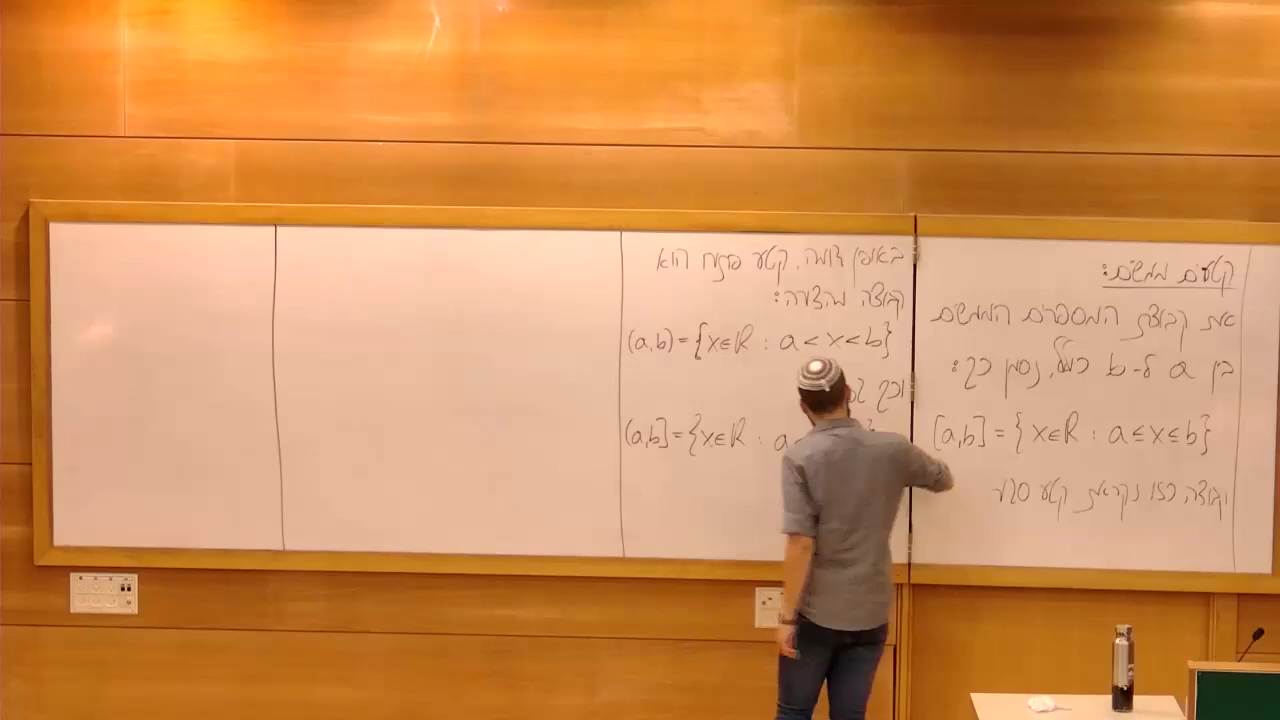 קטעים ממשיים:
את קבוצת המספרים הממשיים
בין a ל-b כולל, נסמן כך:
[a,b] = {x∈ℝ : a≤x≤b}
וקבוצה כזו נקראת קטע סגור
באופן דומה, קטע פתוח הוא
קבוצה מהצורה:
(a,b) = {x∈ℝ : a<x<b}
וכך
(a,b] = {x∈ℝ : a